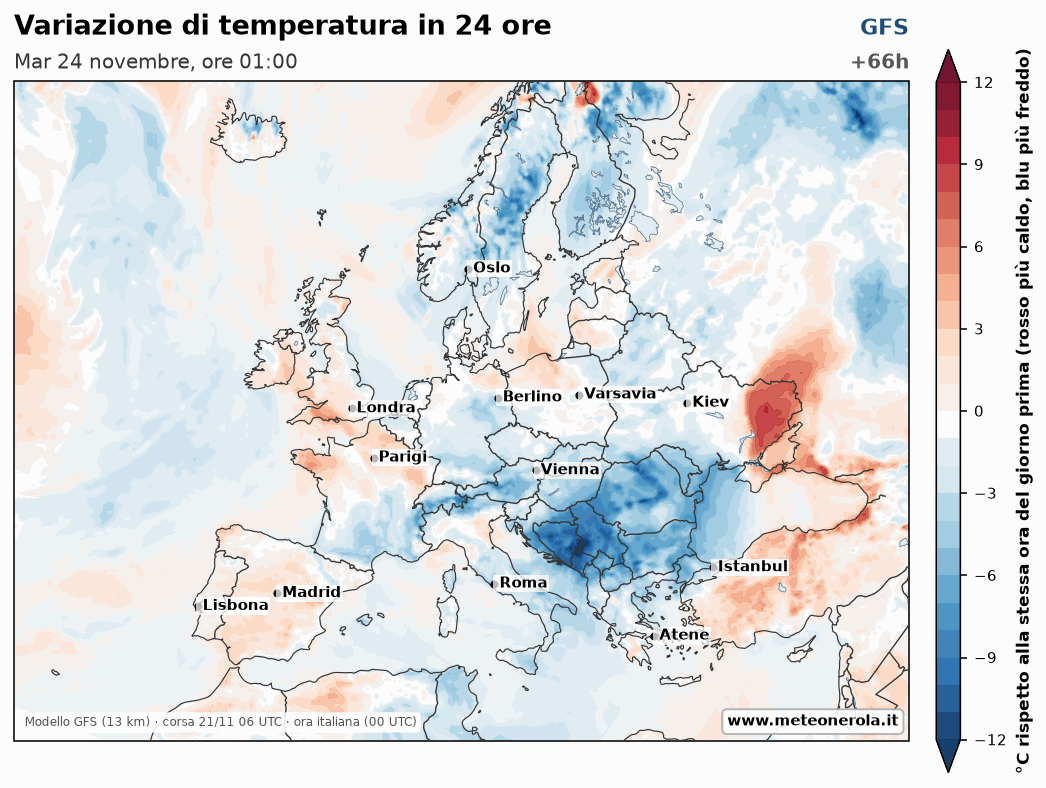 Variazione di temperatura in 24 ore
GFS
Mar 24 novembre, ore 01:00
+66h
Oslo
Londra
Berlino
Varsavia
Kiev
Parigi
Vienna
Istanbul
Roma
Madrid
Lisbona
Atene
Modello GFS (13 km) · corsa 21/11 06 UTC · ora italiana (00 UTC)
www.meteonerola.it
12
9
6
3
0
−3
−6
−9
−12
°C rispetto alla stessa ora del giorno prima (rosso più caldo, blu più freddo)